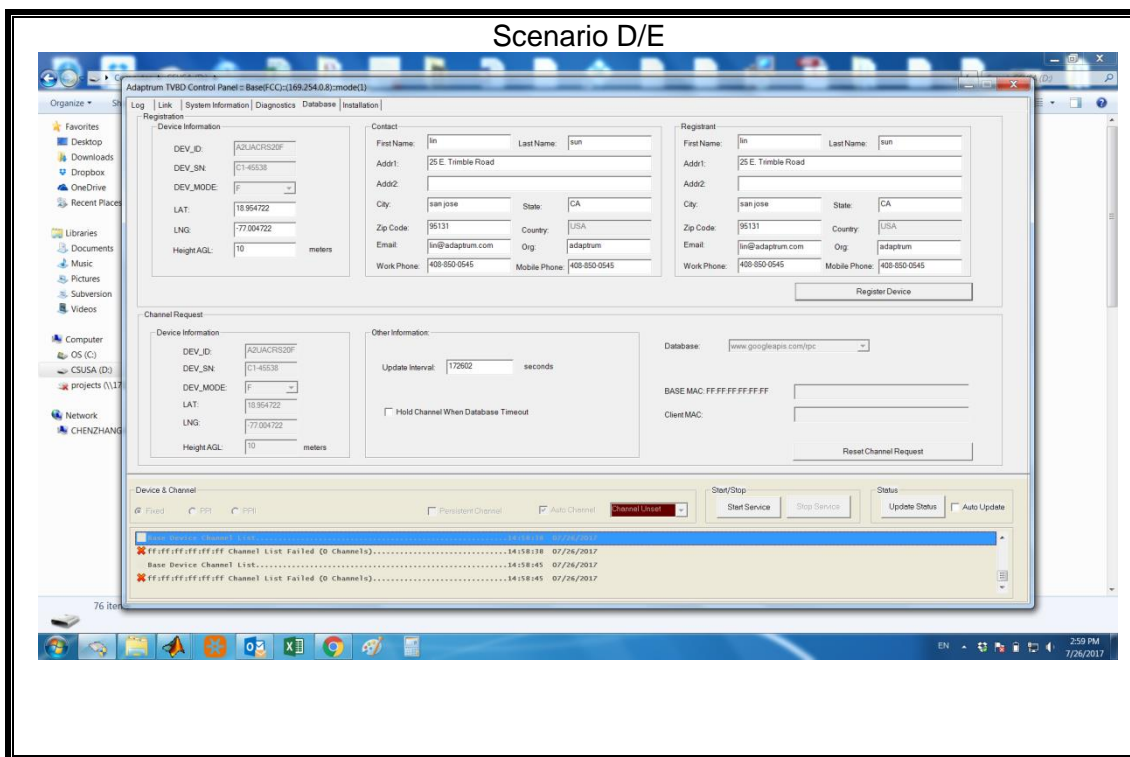 Scenario D/E
Adaptrum TVBD Control Panel :: Base(FCC)::(169.254.0.8)::mode(1)
Organize
Log Link System Information Diagnostics Database Installation
Favorites
Desktop
Downloads
Dropbox
OneDrive
Recent Places
Libraries
Documents
Music
Pictures
Subversion
Videos
Computer
OS (C:)
CSUSA (D:)
projects (\\17
Network
CHENZHANG
76 item
Registration
Device Information
DEV_ID: A2UACRS20F
DEV_SN: C1-45538
DEV_MODE: F
LAT: 18.954722
LNG: -77.004722
Height AGL: 10 meters
Contact
First Name: lin Last Name: sun
Addr1: 25 E. Trimble Road
Addr2:
City: san jose State: CA
Zip Code: 95131 Country: USA
Email: lin@adaptrum.com Org: adaptrum
Work Phone: 408-850-0545 Mobile Phone: 408-850-0545
Registrant
First Name: lin Last Name: sun
Addr1: 25 E. Trimble Road
Addr2:
City: san jose State: CA
Zip Code: 95131 Country: USA
Email: lin@adaptrum.com Org: adaptrum
Work Phone: 408-850-0545 Mobile Phone: 408-850-0545
Register Device
Channel Request
Device Information
DEV_ID: A2UACRS20F
DEV_SN: C1-45538
DEV_MODE: F
LAT: 18.954722
LNG: -77.004722
Height AGL: 10 meters
Other Information:
Update Interval: 172602 seconds
Hold Channel When Database Timeout
Database: www.googleapis.com/rpc
BASE MAC: FF:FF:FF:FF:FF:FF
Client MAC:
Reset Channel Request
Device & Channel
Fixed PPI PPII Persistent Channel Auto Channel Channel Unset
Start/Stop
Start Service Stop Service
Status
Update Status Auto Update
Base Device Channel List..................................................14:58:38 07/26/2017
ff:ff:ff:ff:ff:ff Channel List Failed (0 Channels)...........................14:58:38 07/26/2017
Base Device Channel List..................................................14:58:45 07/26/2017
ff:ff:ff:ff:ff:ff Channel List Failed (0 Channels)...........................14:58:45 07/26/2017
EN
2:59 PM
7/26/2017